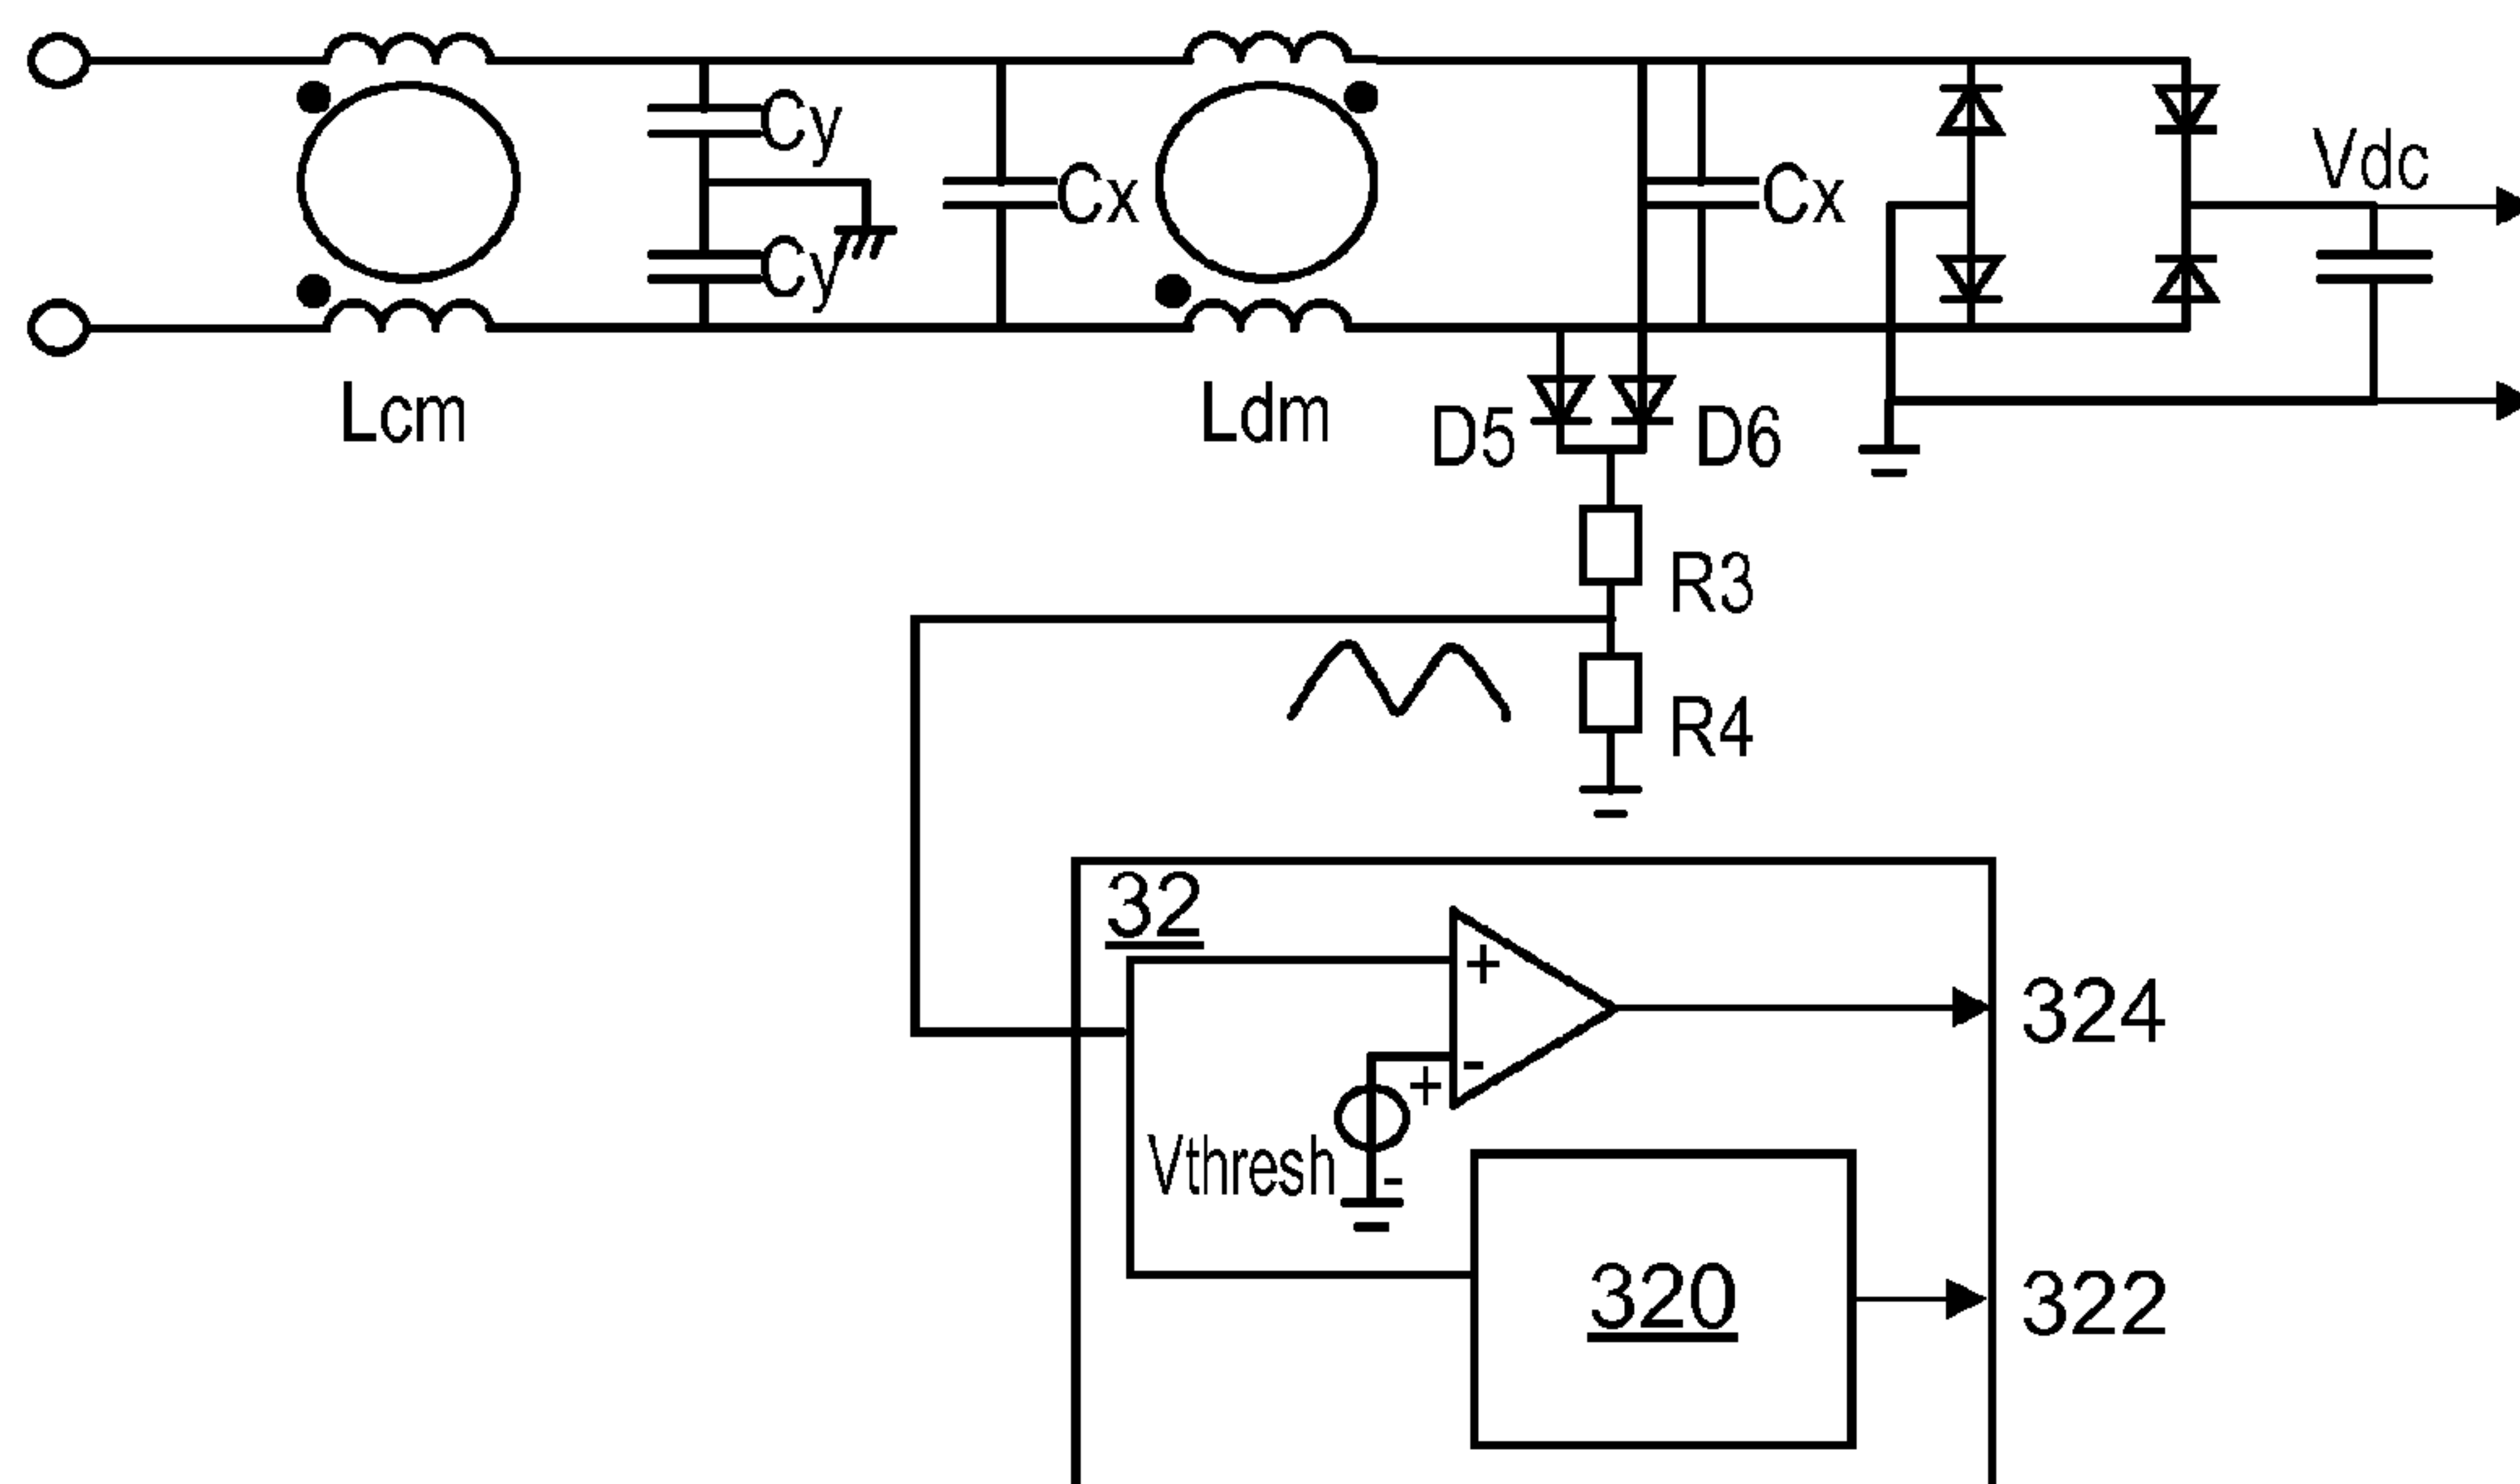 Cy
Cx
Cx
Vdc
Cy
Lcm
Ldm
D5
D6
R3
R4
32
+
324
-
+
Vthresh
-
320
322